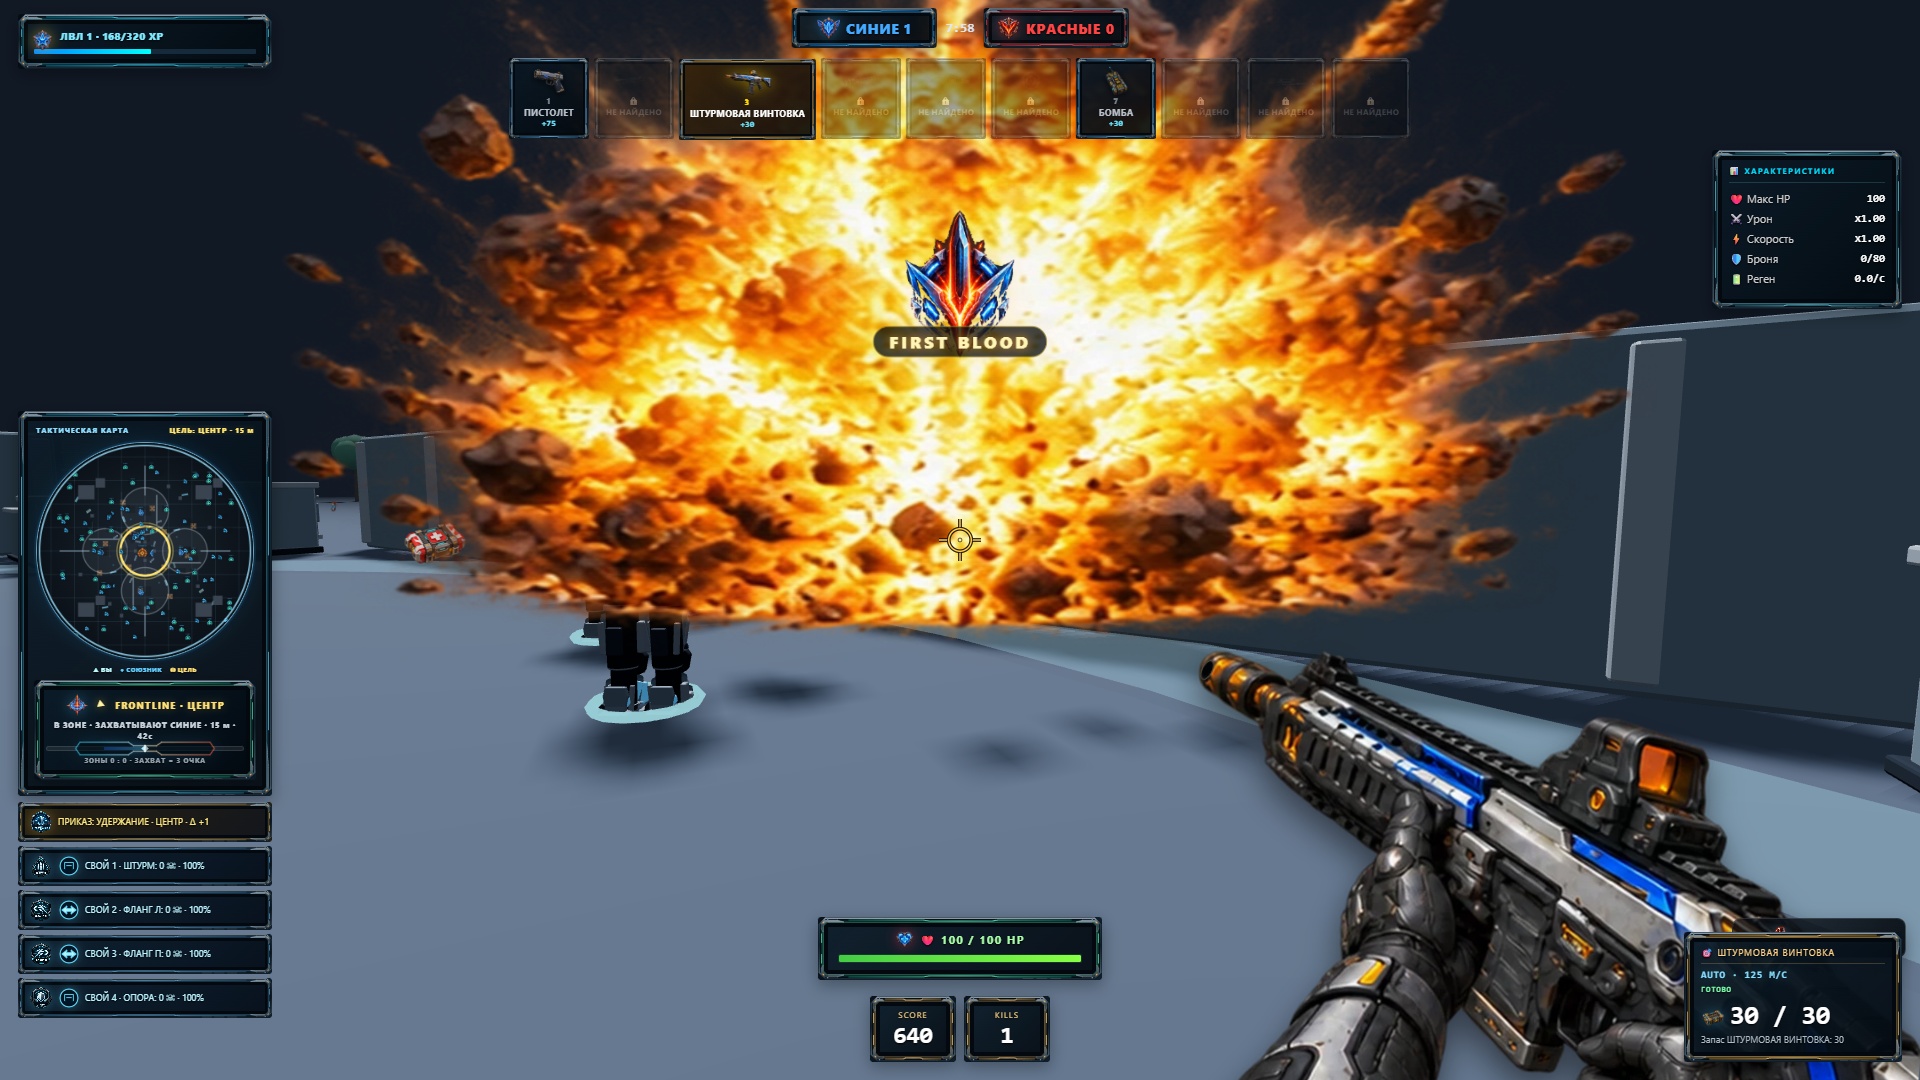 ЛВЛ 1 · 168/320 XP
СИНИЕ 1
7:58
КРАСНЫЕ 0
1
ПИСТОЛЕТ
+75
НЕ НАЙДЕНО
3
ШТУРМОВАЯ ВИНТОВКА
+30
НЕ НАЙДЕНО
НЕ НАЙДЕНО
НЕ НАЙДЕНО
7
БОМБА
+30
НЕ НАЙДЕНО
НЕ НАЙДЕНО
НЕ НАЙДЕНО
ХАРАКТЕРИСТИКИ
Макс HP 100
Урон x1.00
Скорость x1.00
Броня 0/80
Реген 0.0/с
FIRST BLOOD
ТАКТИЧЕСКАЯ КАРТА
ЦЕЛЬ: ЦЕНТР · 15 м
ВЫ СОЮЗНИК ЦЕЛЬ
FRONTLINE · ЦЕНТР
В ЗОНЕ · ЗАХВАТЫВАЮТ СИНИЕ · 15 м ·
42с
ЗОНЫ 0 : 0 · ЗАХВАТ = 3 ОЧКА
ПРИКАЗ: УДЕРЖАНИЕ · ЦЕНТР · Δ +1
СВОЙ 1 · ШТУРМ: 0 ☠ · 100%
СВОЙ 2 · ФЛАНГ Л: 0 ☠ · 100%
СВОЙ 3 · ФЛАНГ П: 0 ☠ · 100%
СВОЙ 4 · ОПОРА: 0 ☠ · 100%
100 / 100 HP
SCORE
640
KILLS
1
ШТУРМОВАЯ ВИНТОВКА
AUTO · 125 М/С
ГОТОВО
30 / 30
Запас ШТУРМОВАЯ ВИНТОВКА: 30